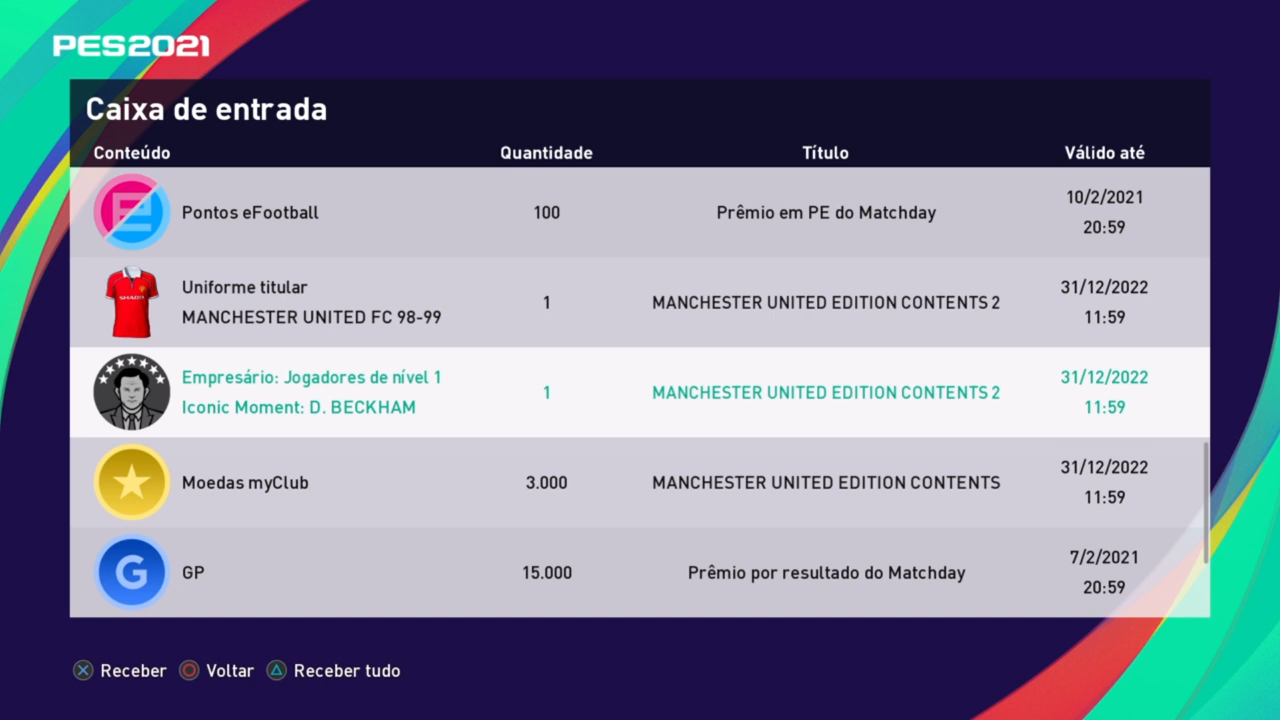 PES2021
Caixa de entrada
Conteúdo Quantidade Título Válido até
Pontos eFootball 100 Prêmio em PE do Matchday 10/2/2021
20:59
Uniforme titular
MANCHESTER UNITED FC 98-99 1 MANCHESTER UNITED EDITION CONTENTS 2 31/12/2022
11:59
SHARP
Empresário: Jogadores de nível 1
Iconic Moment: D. BECKHAM 1 MANCHESTER UNITED EDITION CONTENTS 2 31/12/2022
11:59
Moedas myClub 3.000 MANCHESTER UNITED EDITION CONTENTS 31/12/2022
11:59
G GP 15.000 Prêmio por resultado do Matchday 7/2/2021
20:59
Receber Voltar Receber tudo